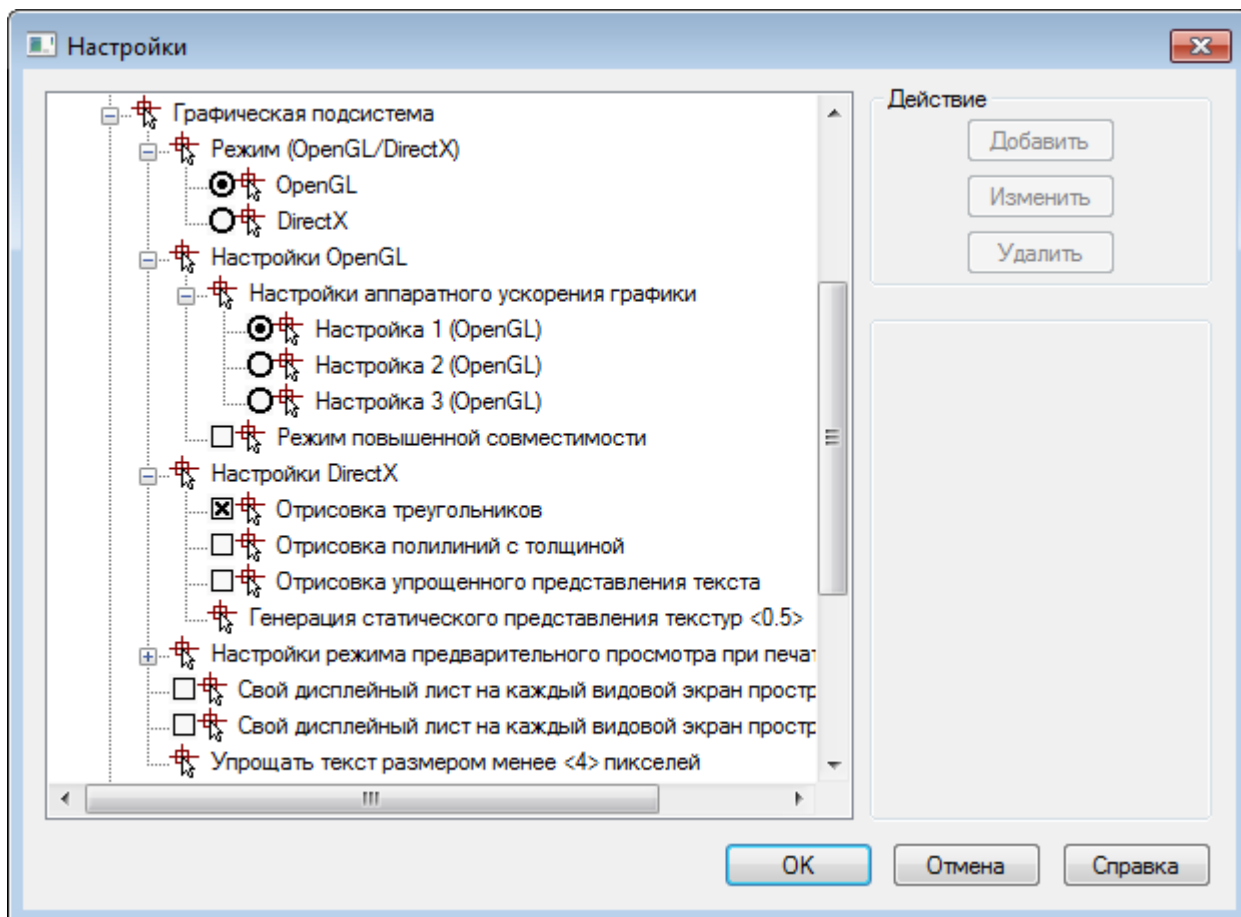 Настройки
Графическая подсистема
Режим (OpenGL/DirectX)
OpenGL
DirectX
Настройки OpenGL
Настройки аппаратного ускорения графики
Настройка 1 (OpenGL)
Настройка 2 (OpenGL)
Настройка 3 (OpenGL)
Режим повышенной совместимости
Настройки DirectX
Отрисовка треугольников
Отрисовка полилиний с толщиной
Отрисовка упрощенного представления текста
Генерация статического представления текстур <0.5>
Настройки режима предварительного просмотра при печат
Свой дисплейный лист на каждый видовой экран простр
Свой дисплейный лист на каждый видовой экран простр
Упрощать текст размером менее <4> пикселей
Действие
Добавить
Изменить
Удалить
OK
Отмена
Справка